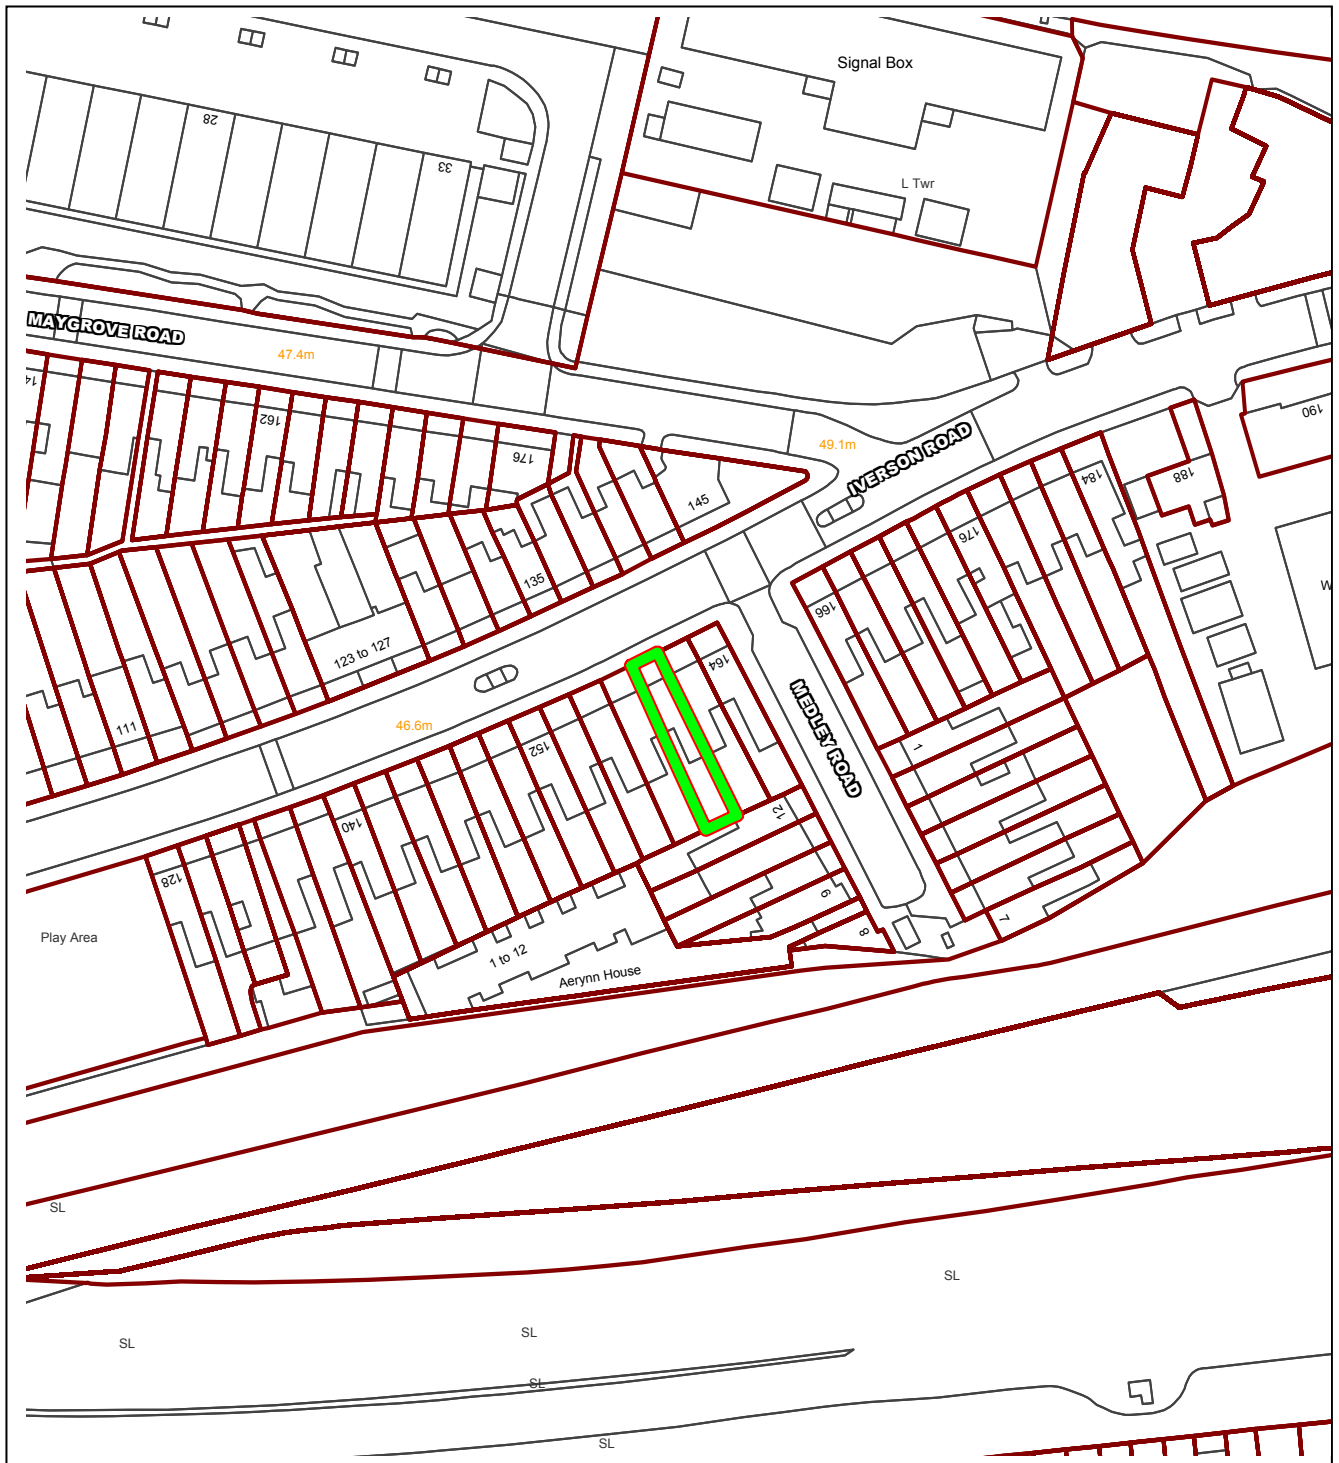 Signal Box
28
33
L Twr
MAYGROVE ROAD
47.4m
162
176
49.1m
IVERSON ROAD
190
184
188
145
176
135
166
123 to 127
164
111
46.6m
152
MEDLEY ROAD
1
12
140
128
6
8
7
Play Area
1 to 12
Aerynn House
SL
SL
SL
SL
SL
SL